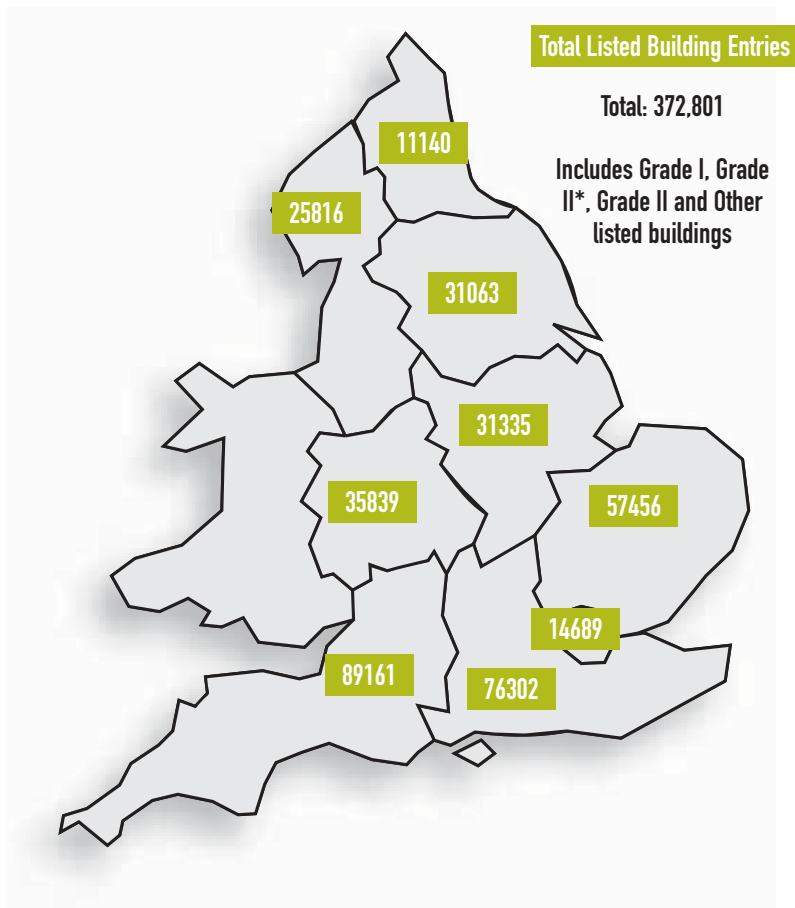 Total Listed Building Entries
Total: 372,801
Includes Grade I, Grade
II*, Grade II and Other
listed buildings
11140
25816
31063
31335
35839
57456
14689
89161
76302